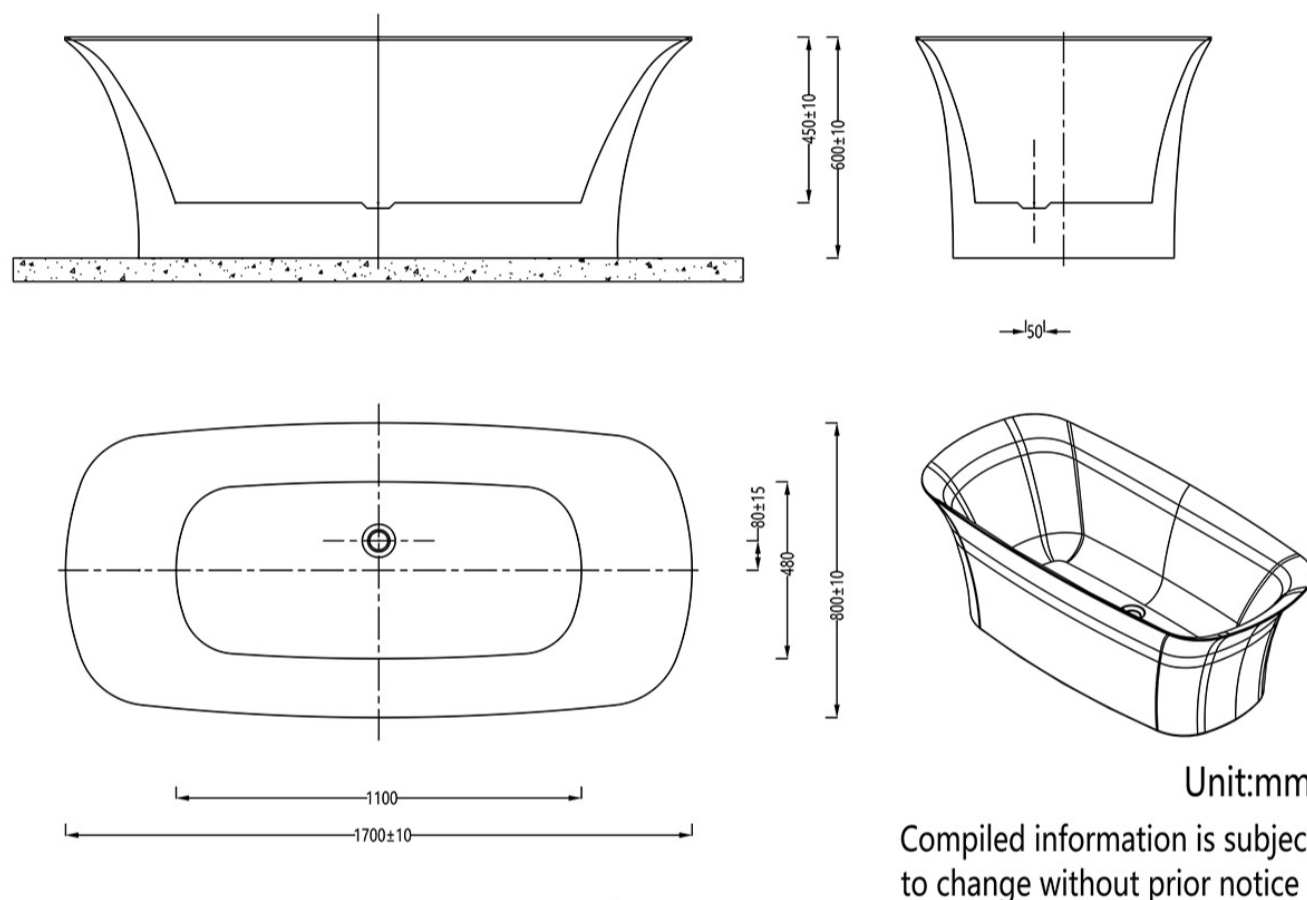 450±10
600±10
50
80±15
480
800±10
1100
1700±10
Unit:mm
Compiled information is subjec
to change without prior notice